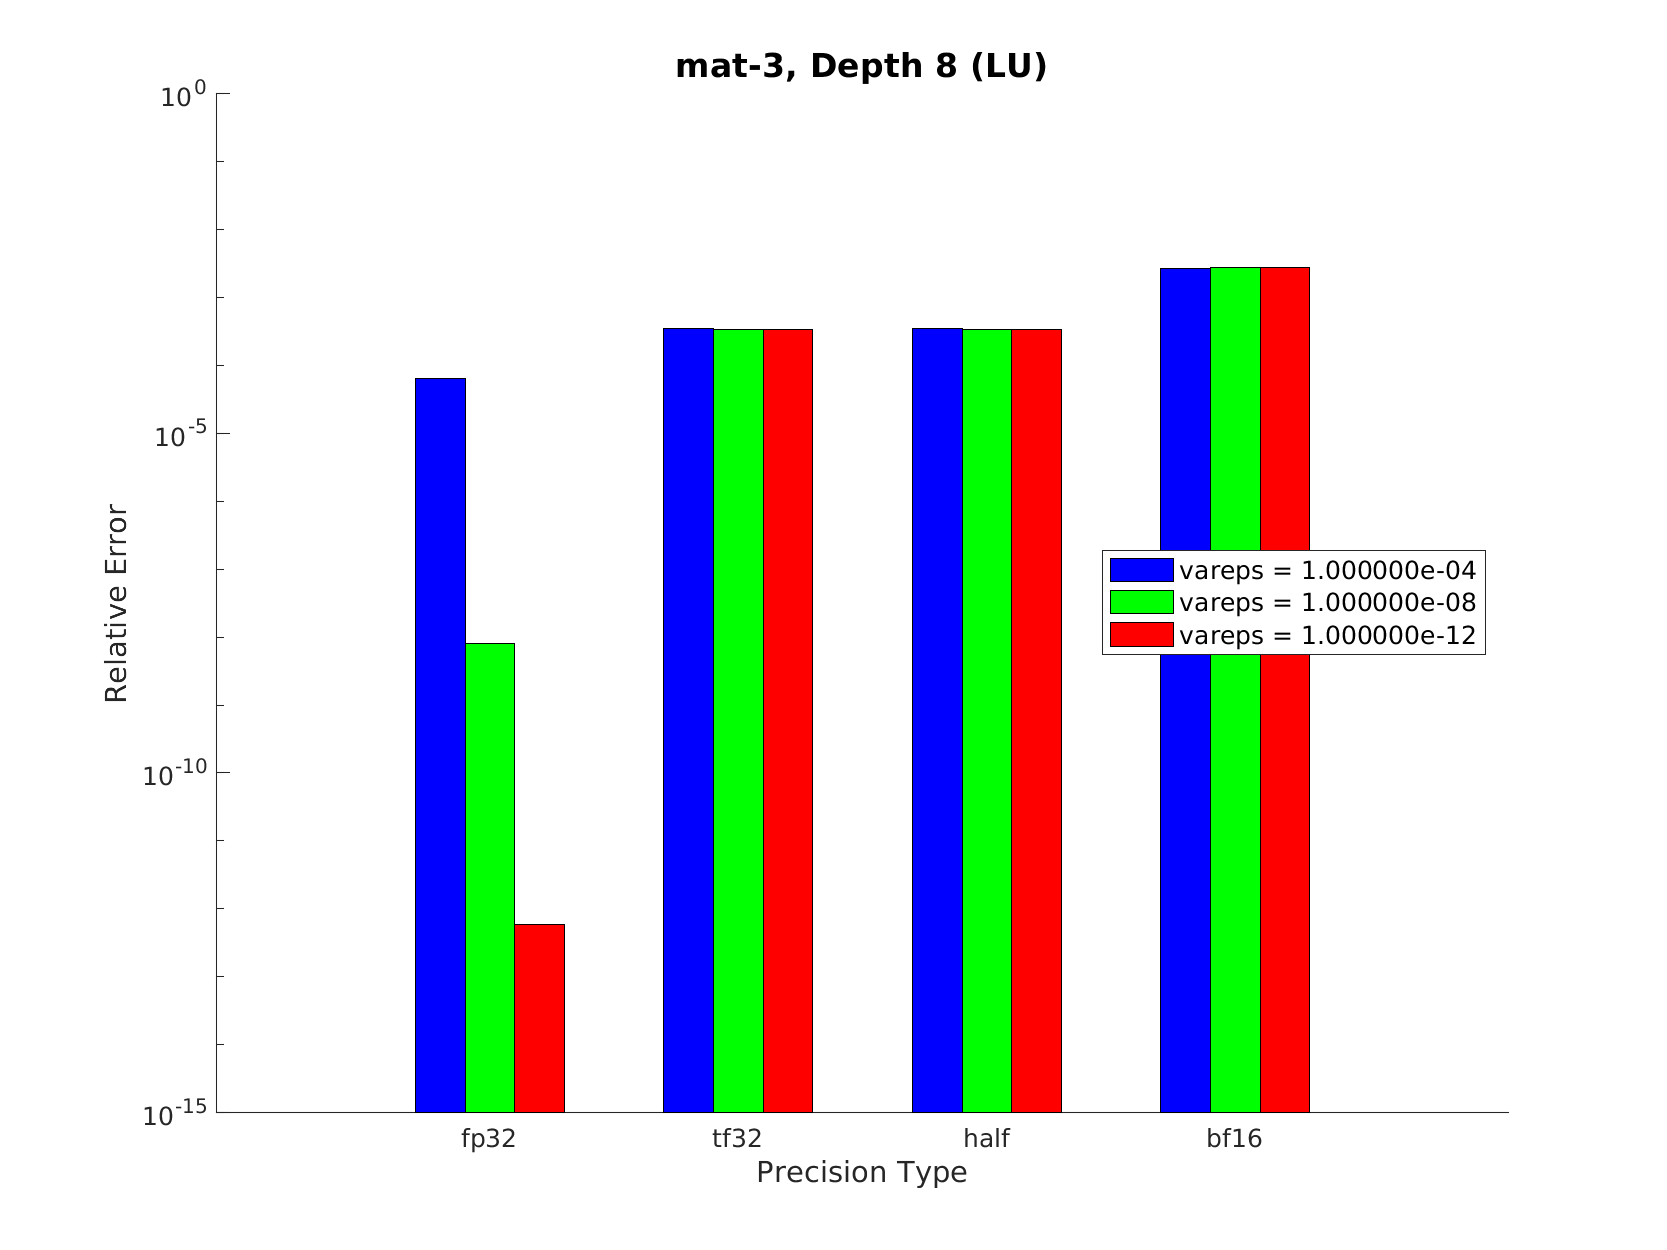 mat-3, Depth 8 (LU)
10^0
10^-5
10^-10
10^-15
Relative Error
vareps = 1.000000e-04
vareps = 1.000000e-08
vareps = 1.000000e-12
fp32 tf32 half bf16
Precision Type